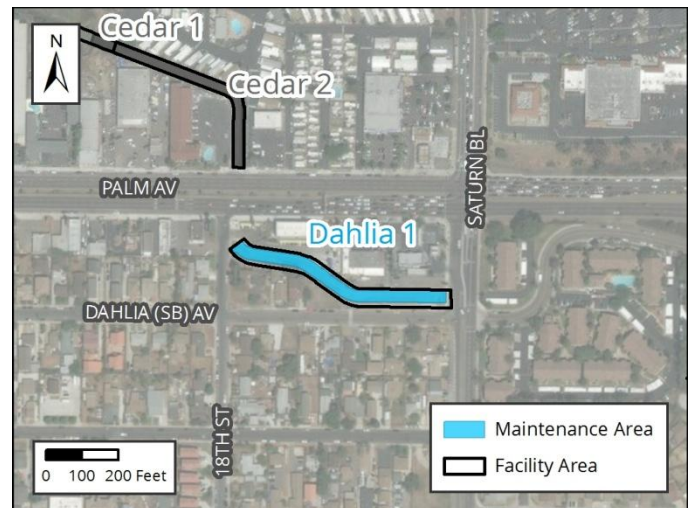 Cedar 1
N
Cedar 2
PALM AV
SATURN BL
Dahlia 1
DAHLIA (SB) AV
18TH ST
Maintenance Area
Facility Area
0 100 200 Feet